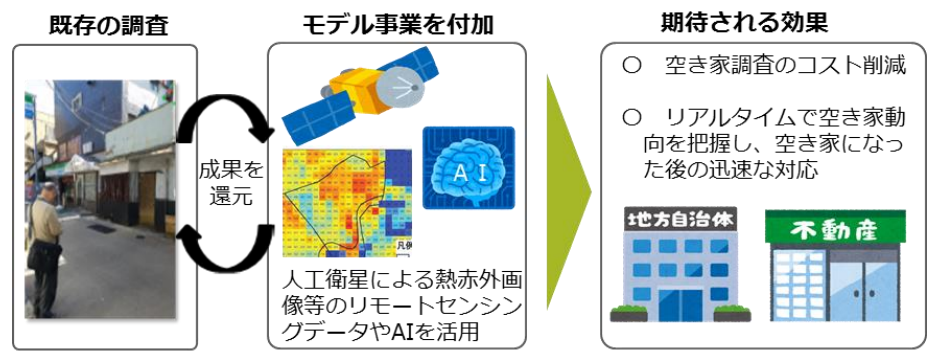 既存の調査
モデル事業を付加
期待される効果
成果を
還元
AI
凡例
人工衛星による熱赤外画
像等のリモートセンシン
グデータやAIを活用
○　空き家調査のコスト削減
○　リアルタイムで空き家動
向を把握し、空き家になっ
た後の迅速な対応
地方自治体
不動産